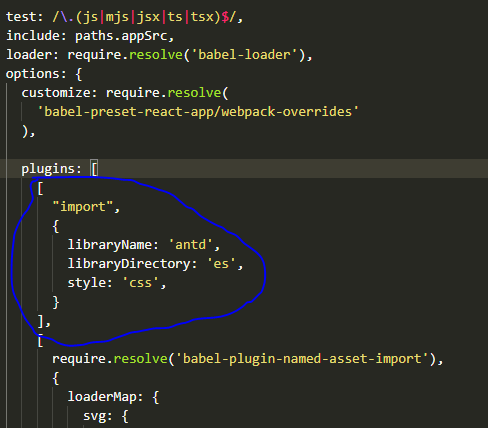 test: /\.(js|mjs|jsx|ts|tsx)$/,
include: paths.appSrc,
loader: require.resolve('babel-loader'),
options: {
customize: require.resolve(
'babel-preset-react-app/webpack-overrides'
),
plugins: [
[
"import",
{
libraryName: 'antd',
libraryDirectory: 'es',
style: 'css',
}
],
[
require.resolve('babel-plugin-named-asset-import'),
{
loaderMap: {
svg: {